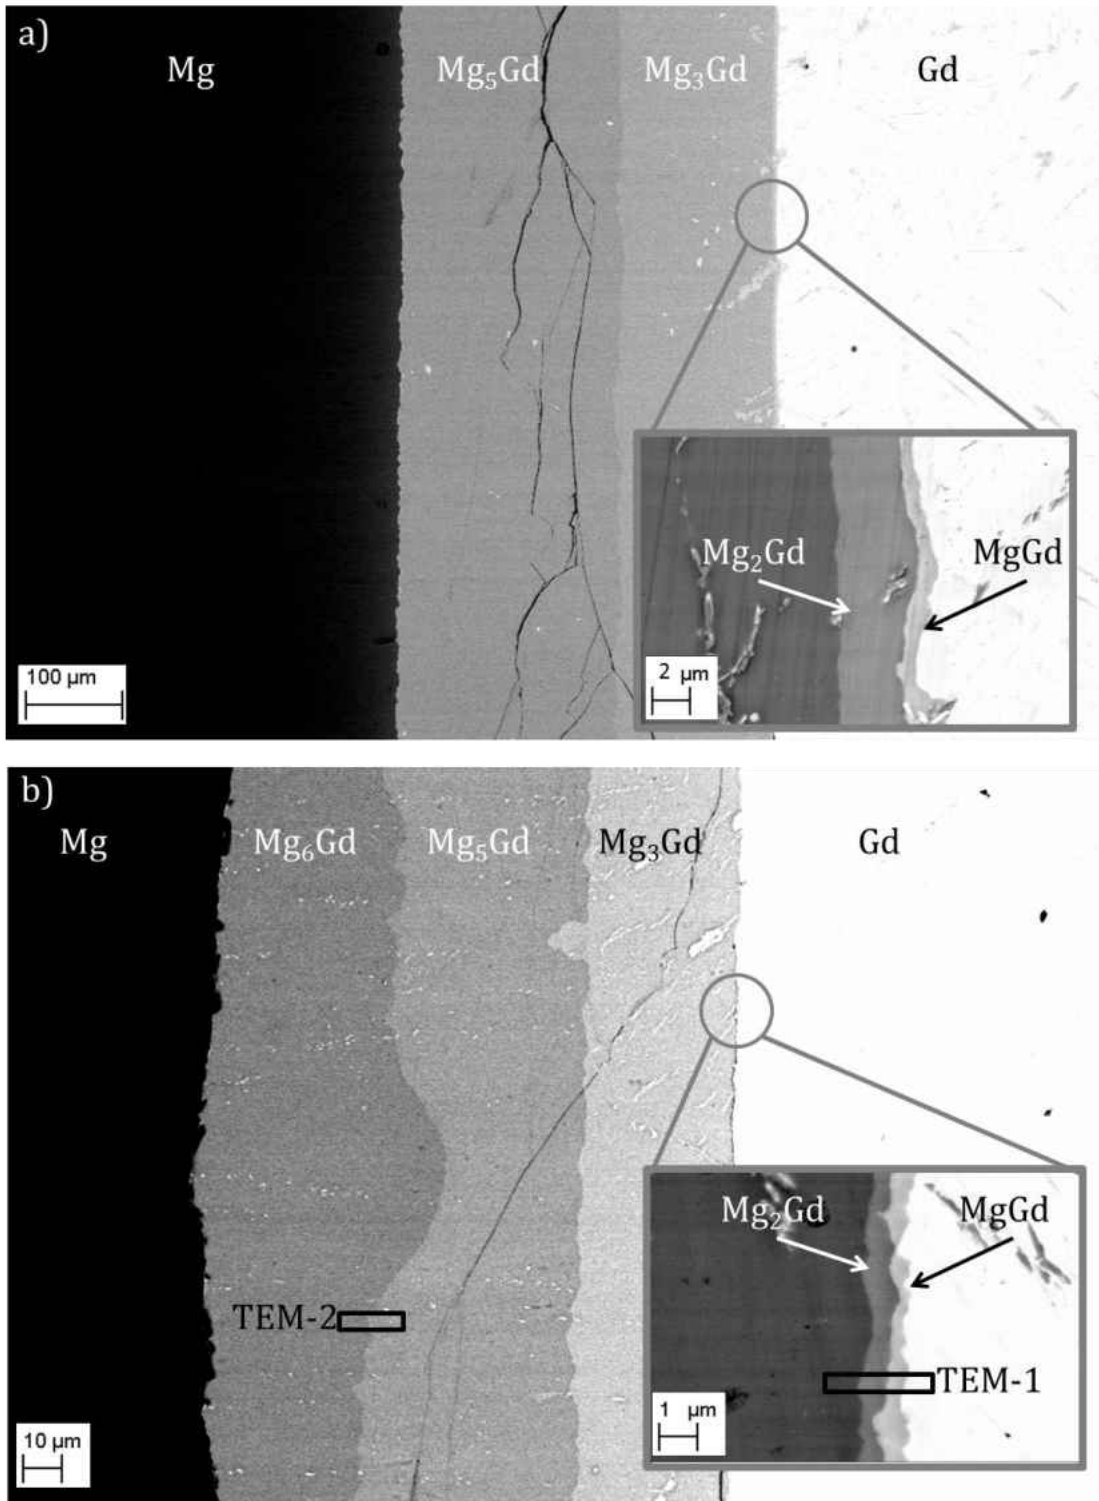 a)
Mg Mg₅Gd Mg₃Gd Gd
Mg₂Gd MgGd
100 µm
2 µm
b)
Mg Mg₆Gd Mg₅Gd Mg₃Gd Gd
Mg₂Gd MgGd
TEM-2
TEM-1
10 µm
1 µm